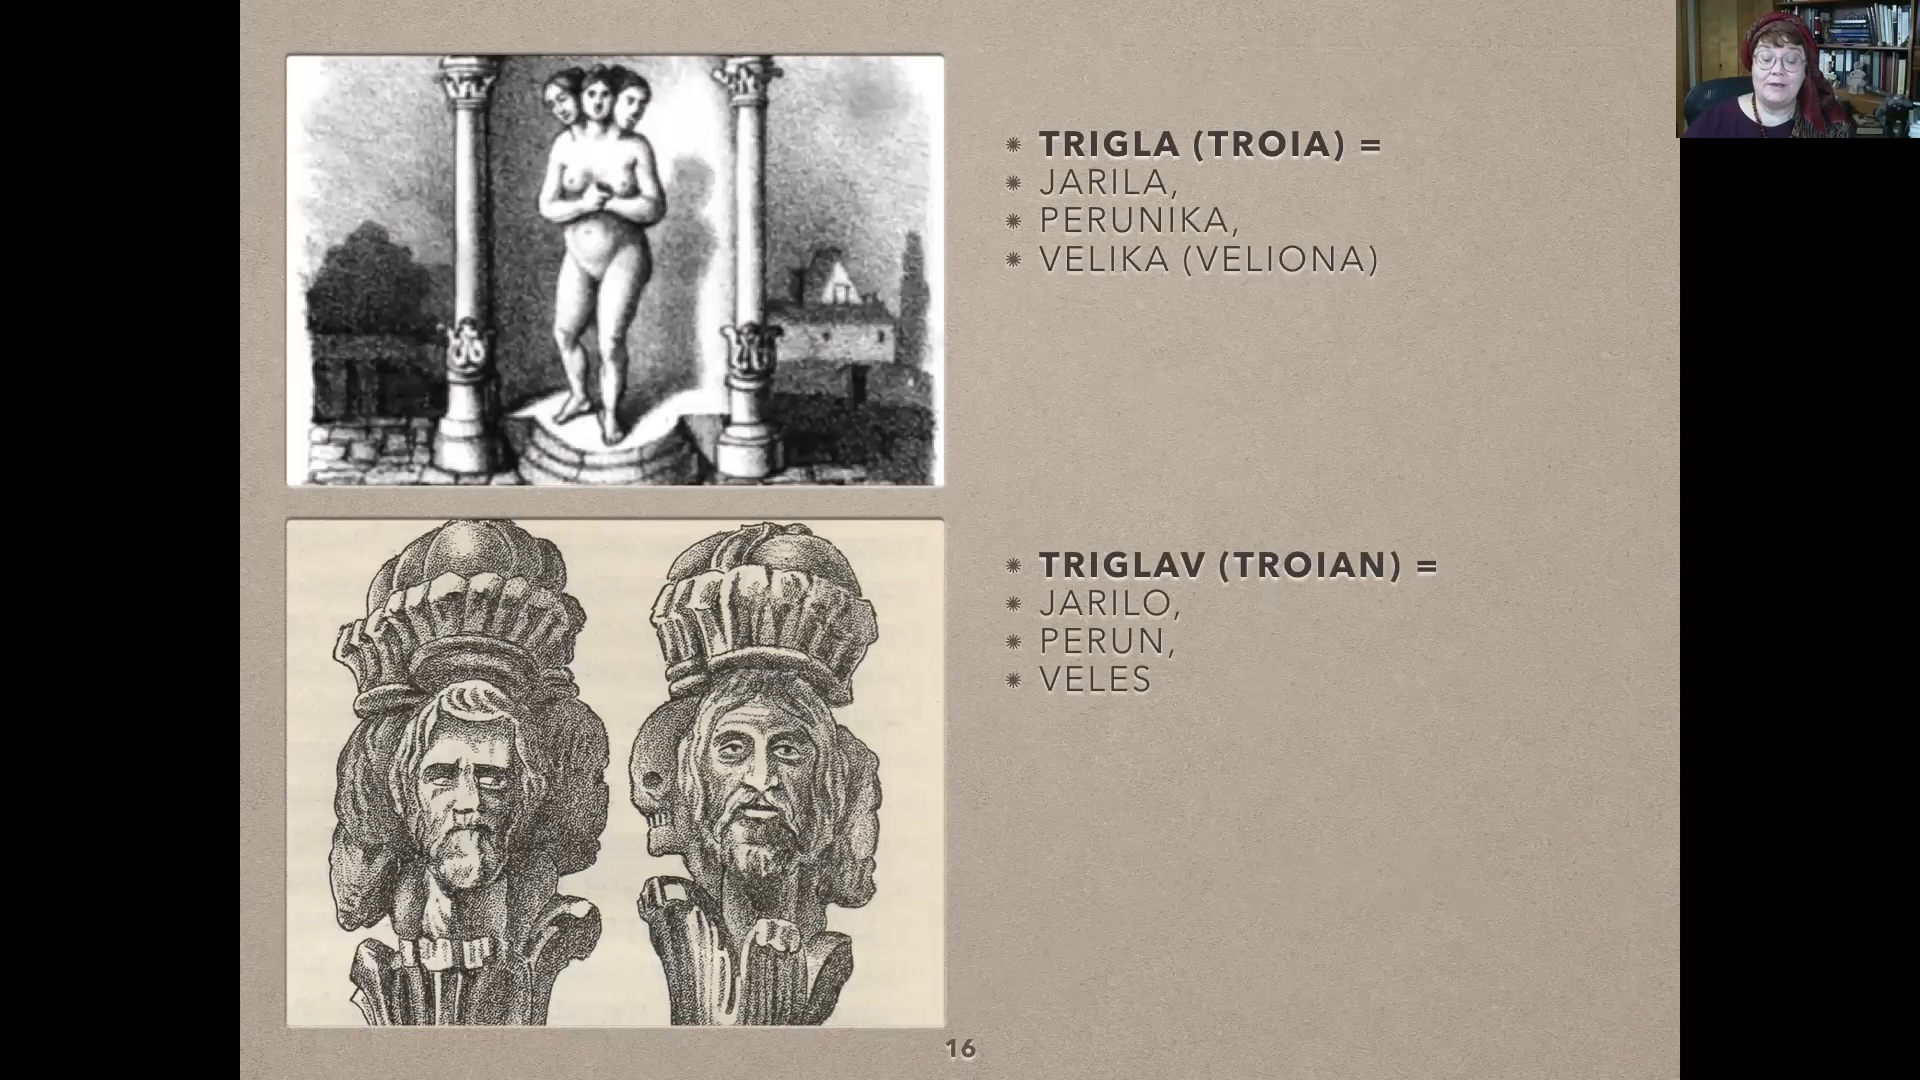 TRIGLA (TROIA) =
JARILA,
PERUNIKA,
VELIKA (VELIONA)
TRIGLAV (TROIAN) =
JARILO,
PERUN,
VELES
16